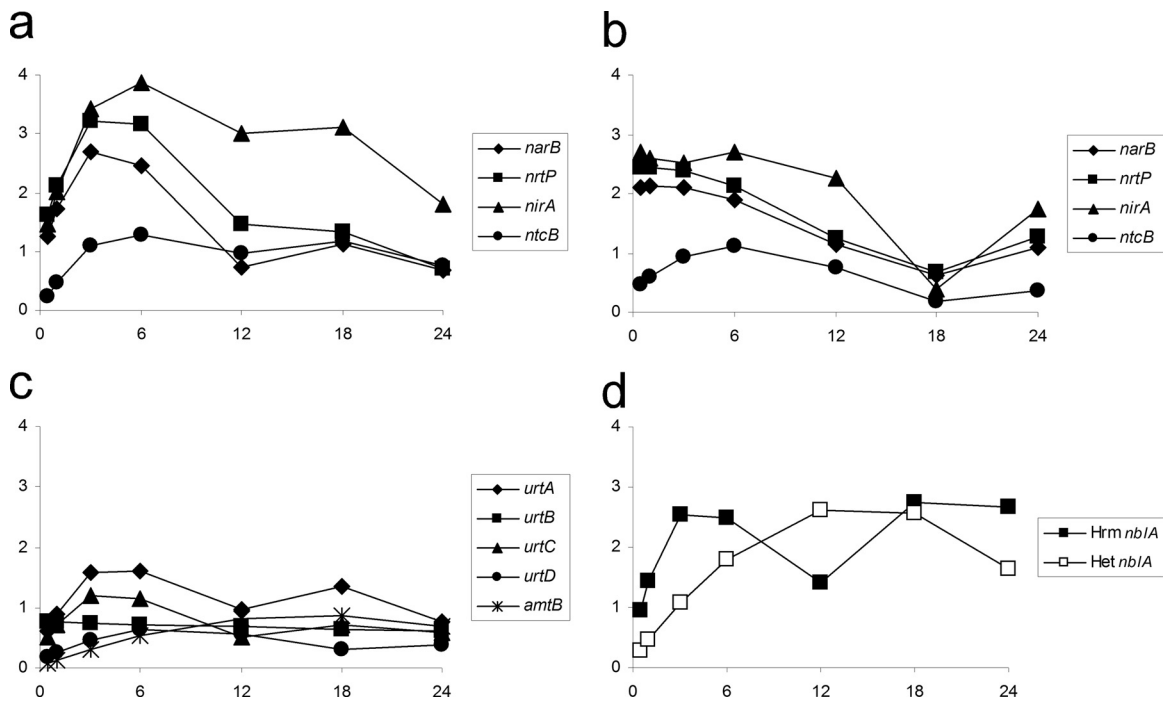 a
4
3
2
1
0
0 6 12 18 24
narB
nrtP
nirA
ntcB
b
4
3
2
1
0
0 6 12 18 24
narB
nrtP
nirA
ntcB
c
4
3
2
1
0
0 6 12 18 24
urtA
urtB
urtC
urtD
amtB
d
4
3
2
1
0
0 6 12 18 24
Hrm nblA
Het nblA